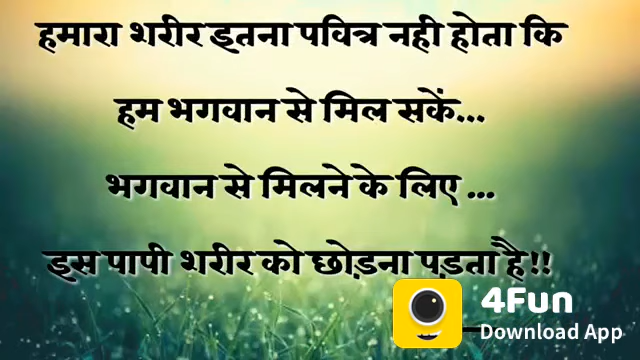 हमारा शरीर इतना पवित्र नही होता कि
हम भगवान से मिल सकें...
भगवान से मिलने के लिए ...
इस पापी शरीर को छोड़ना पड़ता है!!
4Fun
Download App